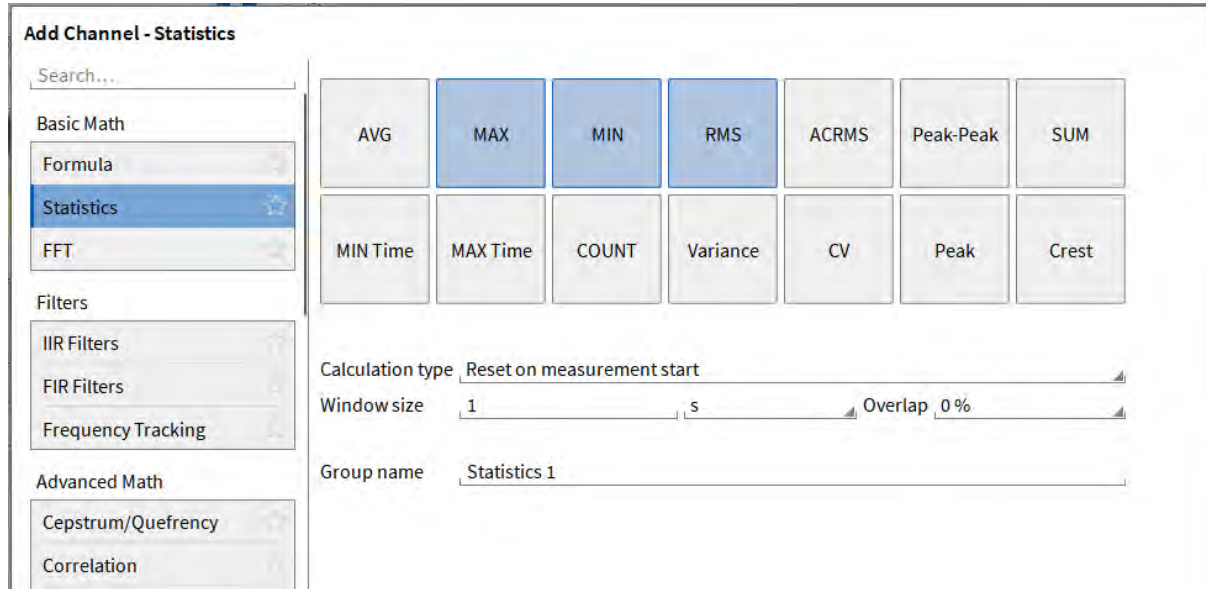 Add Channel - Statistics
Search...
Basic Math
Formula
Statistics
FFT
Filters
IIR Filters
FIR Filters
Frequency Tracking
Advanced Math
Cepstrum/Quefrency
Correlation
AVG MAX MIN RMS ACRMS Peak-Peak SUM
MIN Time MAX Time COUNT Variance CV Peak Crest
Calculation type Reset on measurement start
Window size 1 s Overlap 0 %
Group name Statistics 1